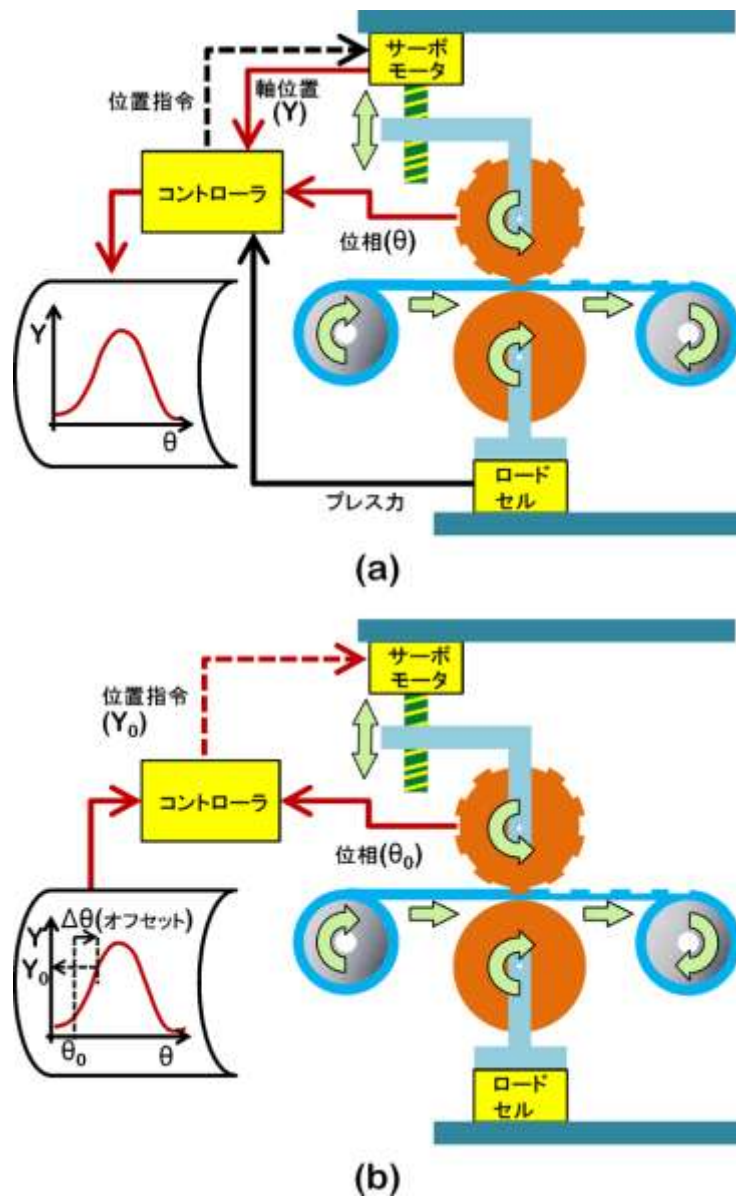 サーボ
モータ
位置指令
軸位置
(Y)
コントローラ
位相(θ)
Y
θ
プレス力
ロード
セル
(a)
サーボ
モータ
位置指令
(Y₀)
コントローラ
位相(θ₀)
Δθ(オフセット)
Y
Y₀
θ₀
θ
ロード
セル
(b)